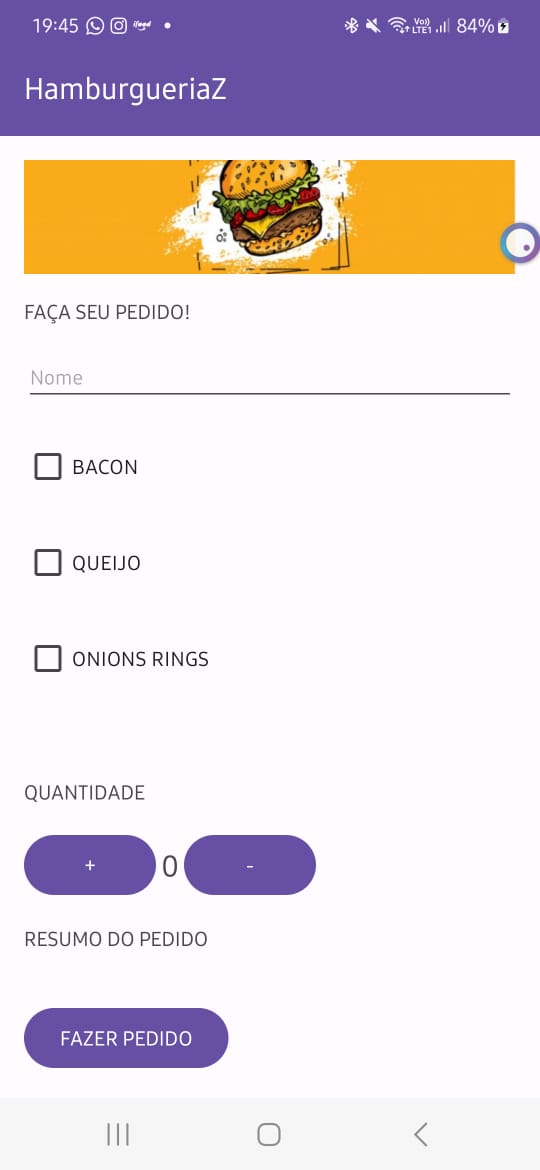 19:45 ifood Vo)) LTE1 84%
HamburgueriaZ
FAÇA SEU PEDIDO!
Nome
BACON
QUEIJO
ONIONS RINGS
QUANTIDADE
+ 0 -
RESUMO DO PEDIDO
FAZER PEDIDO